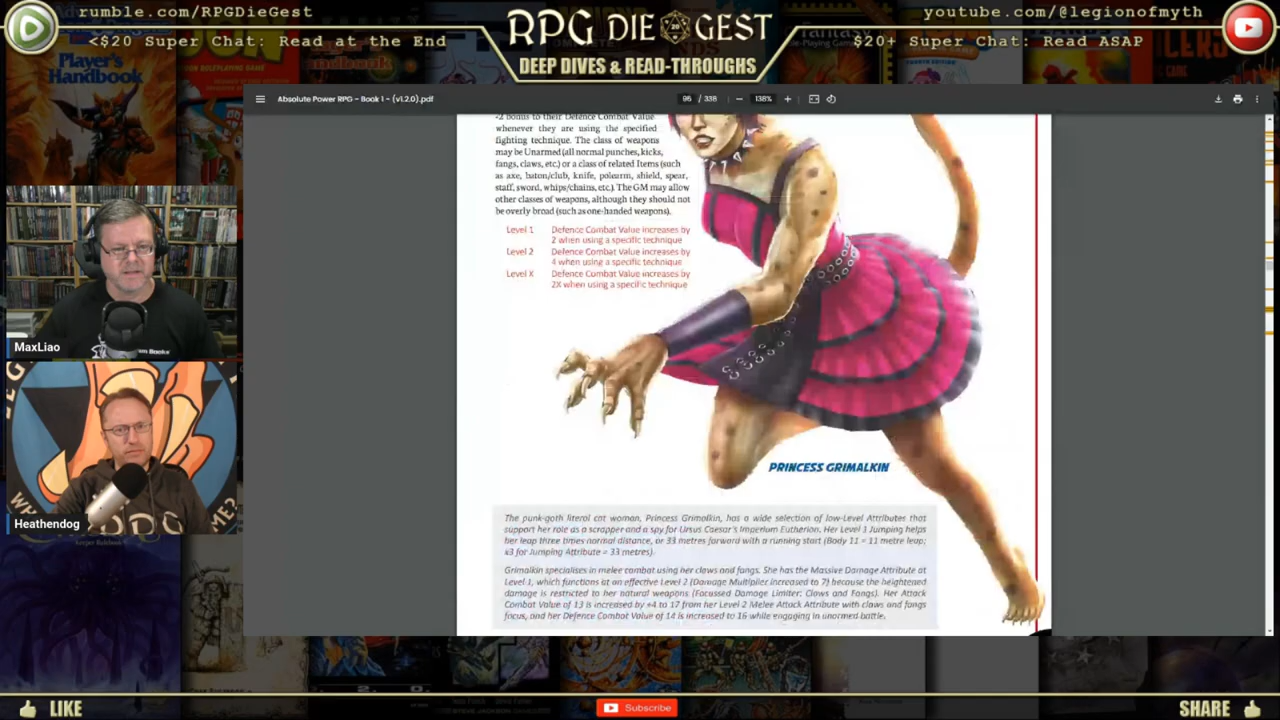 rumble.com/RPGDieGest
<$20 Super Chat: Read at the End
RPG DIE GEST
DEEP DIVES & READ-THROUGHS
youtube.com/@legionofmyth
$20+ Super Chat: Read ASAP
Player's
Handbook
Absolute Power RPG - Book 1 - (v1.2.0).pdf
96 / 338
138%
-2 bonus to their Defence Combat Value
whenever they are using the specified
fighting technique. The class of weapons
may be Unarmed (all normal punches, kicks,
fangs, claws, etc.) or a class of related Items (such
as axe, baton/club, knife, polearm, shield, spear,
staff, sword, whips/chains, etc.). The GM may allow
other classes of weapons, although they should not
be overly broad (such as one-handed weapons).
Level 1 Defence Combat Value increases by
2 when using a specific technique
Level 2 Defence Combat Value increases by
4 when using a specific technique
Level X Defence Combat Value increases by
2X when using a specific technique
PRINCESS GRIMALKIN
The punk-goth literal cat woman, Princess Grimalkin, has a wide selection of low-Level Attributes that
support her role as a scrapper and a spy for Ursus Caesar's Imperium Eutherion. Her Level 1 Jumping helps
her leap three times normal distance, or 33 metres forward with a running start (Body 11 = 11 metre leap;
x3 for Jumping Attribute = 33 metres).
Grimalkin specialises in melee combat using her claws and fangs. She has the Massive Damage Attribute at
Level 1, which functions at an effective Level 2 (Damage Multiplier increased to 7) because the heightened
damage is restricted to her natural weapons (Focussed Damage Limiter: Claws and Fangs). Her Attack
Combat Value of 13 is increased by +4 to 17 from her Level 2 Melee Attack Attribute with claws and fangs
focus, and her Defence Combat Value of 14 is increased to 16 while engaging in unarmed battle.
MaxLiao
Heathendog
LIKE
Subscribe
SHARE